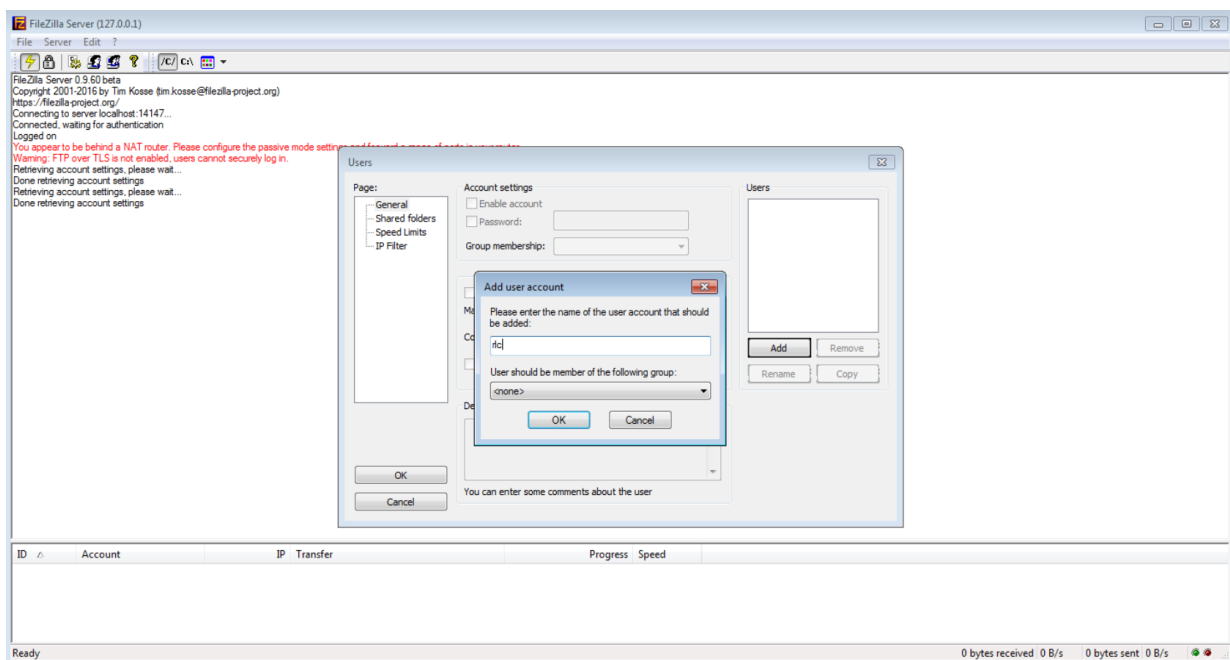 FileZilla Server (127.0.0.1)
File Server Edit ?
/C/ C:\
FileZilla Server 0.9.60 beta
Copyright 2001-2016 by Tim Kosse (tim.kosse@filezilla-project.org)
https://filezilla-project.org/
Connecting to server localhost:14147...
Connected, waiting for authentication
Logged on
You appear to be behind a NAT router. Please configure the passive mode settings
Warning: FTP over TLS is not enabled, users cannot securely log in.
Retrieving account settings, please wait...
Done retrieving account settings
Retrieving account settings, please wait...
Done retrieving account settings
Users
Page:
General
Shared folders
Speed Limits
IP Filter
OK
Cancel
Account settings
Enable account
Password:
Group membership:
Ma
Co
De
You can enter some comments about the user
Users
Add Remove
Rename Copy
Add user account
Please enter the name of the user account that should
be added:
rlc
User should be member of the following group:
<none>
OK Cancel
ID Account IP Transfer Progress Speed
Ready 0 bytes received 0 B/s 0 bytes sent 0 B/s